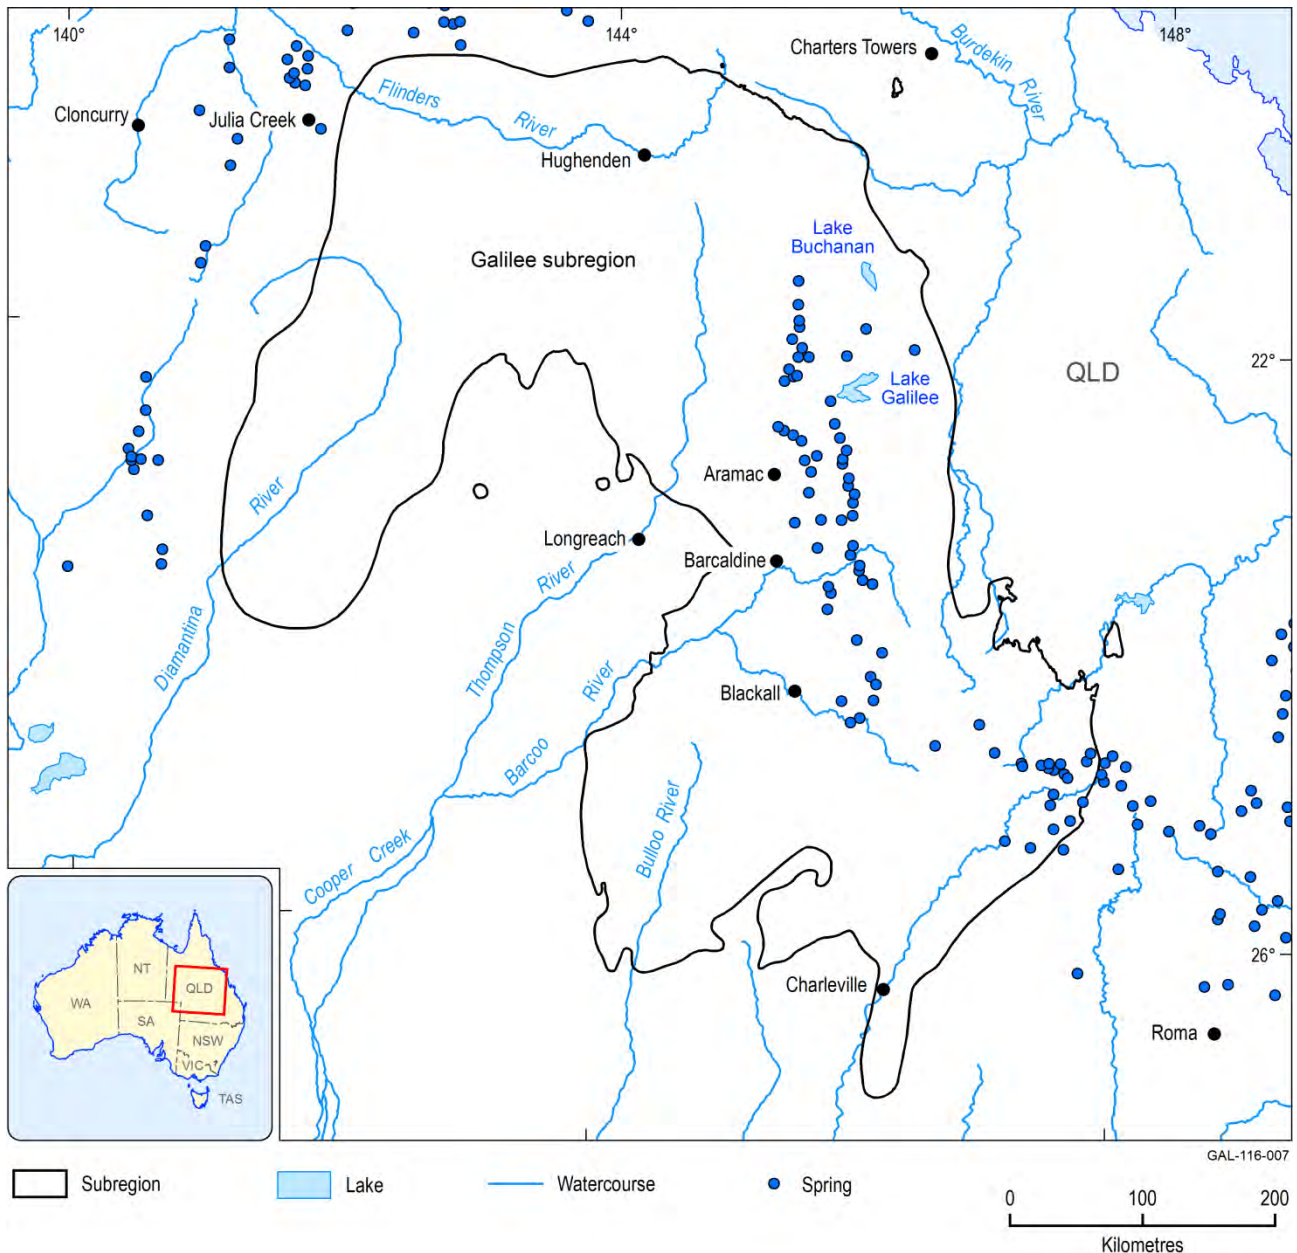 140°
144°
148°
Charters Towers
Burdekin
River
Flinders
River
Cloncurry
Julia Creek
Hughenden
Lake
Buchanan
Galilee subregion
QLD
22°
Lake
Galilee
Aramac
River
Longreach
Barcaldine
River
Diamantina
Thompson
River
Blackall
Barcoo
Bulloo River
Cooper Creek
26°
Charleville
Roma
NT
QLD
WA
SA
NSW
VIC
TAS
GAL-116-007
Subregion
Lake
Watercourse
Spring
0 100 200
Kilometres